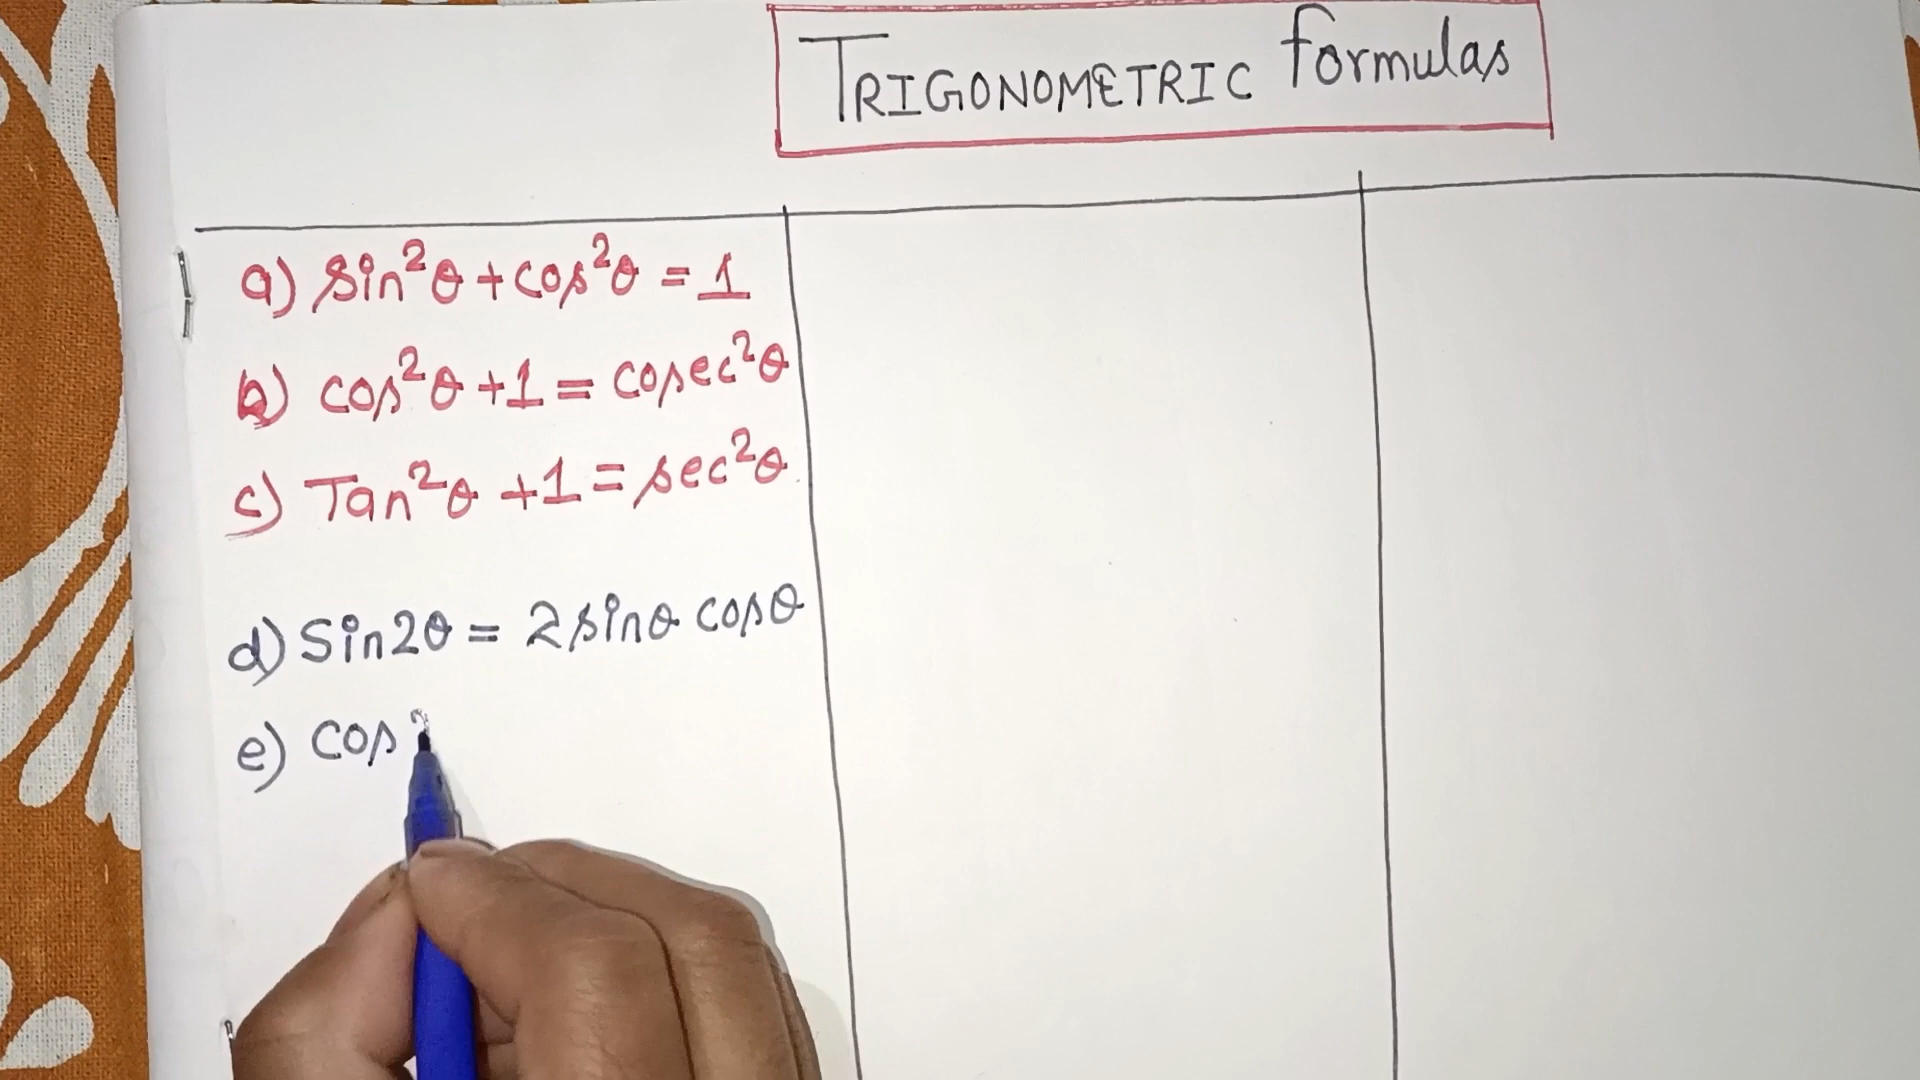 TRIGONOMETRIC formulas
a) sin²θ + cos²θ = 1
b) cos²θ + 1 = cosec²θ
c) Tan²θ + 1 = sec²θ
d) Sin2θ = 2sinθ cosθ
e) cos